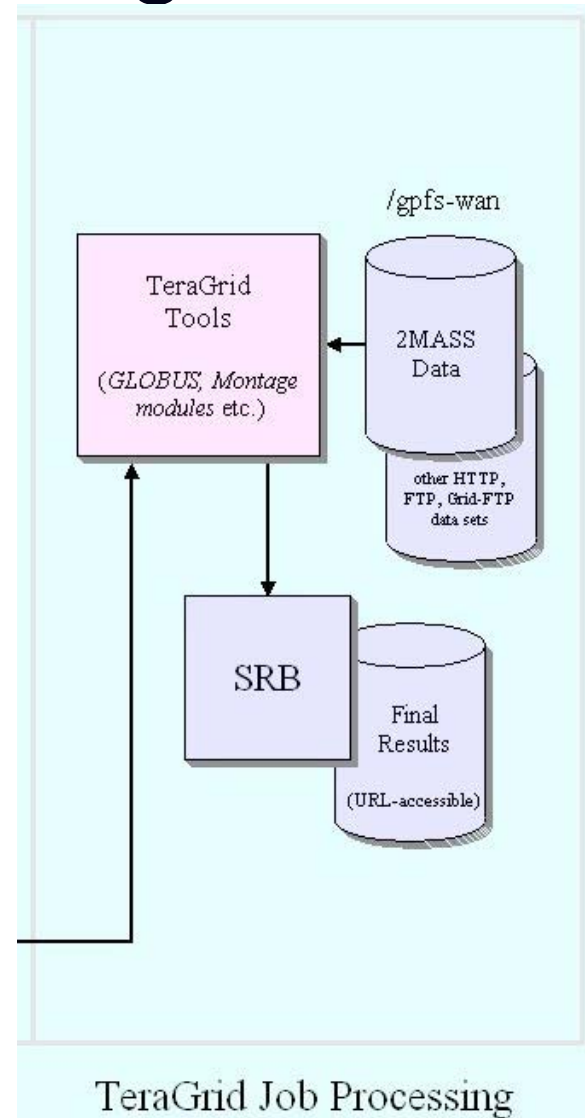 /gpfs-wan
TeraGrid
Tools
(GLOBUS, Montage
modules etc.)
2MASS
Data
other HTTP,
FTP, Grid-FTP
data sets
SRB
Final
Results
(URL-accessible)
TeraGrid Job Processing